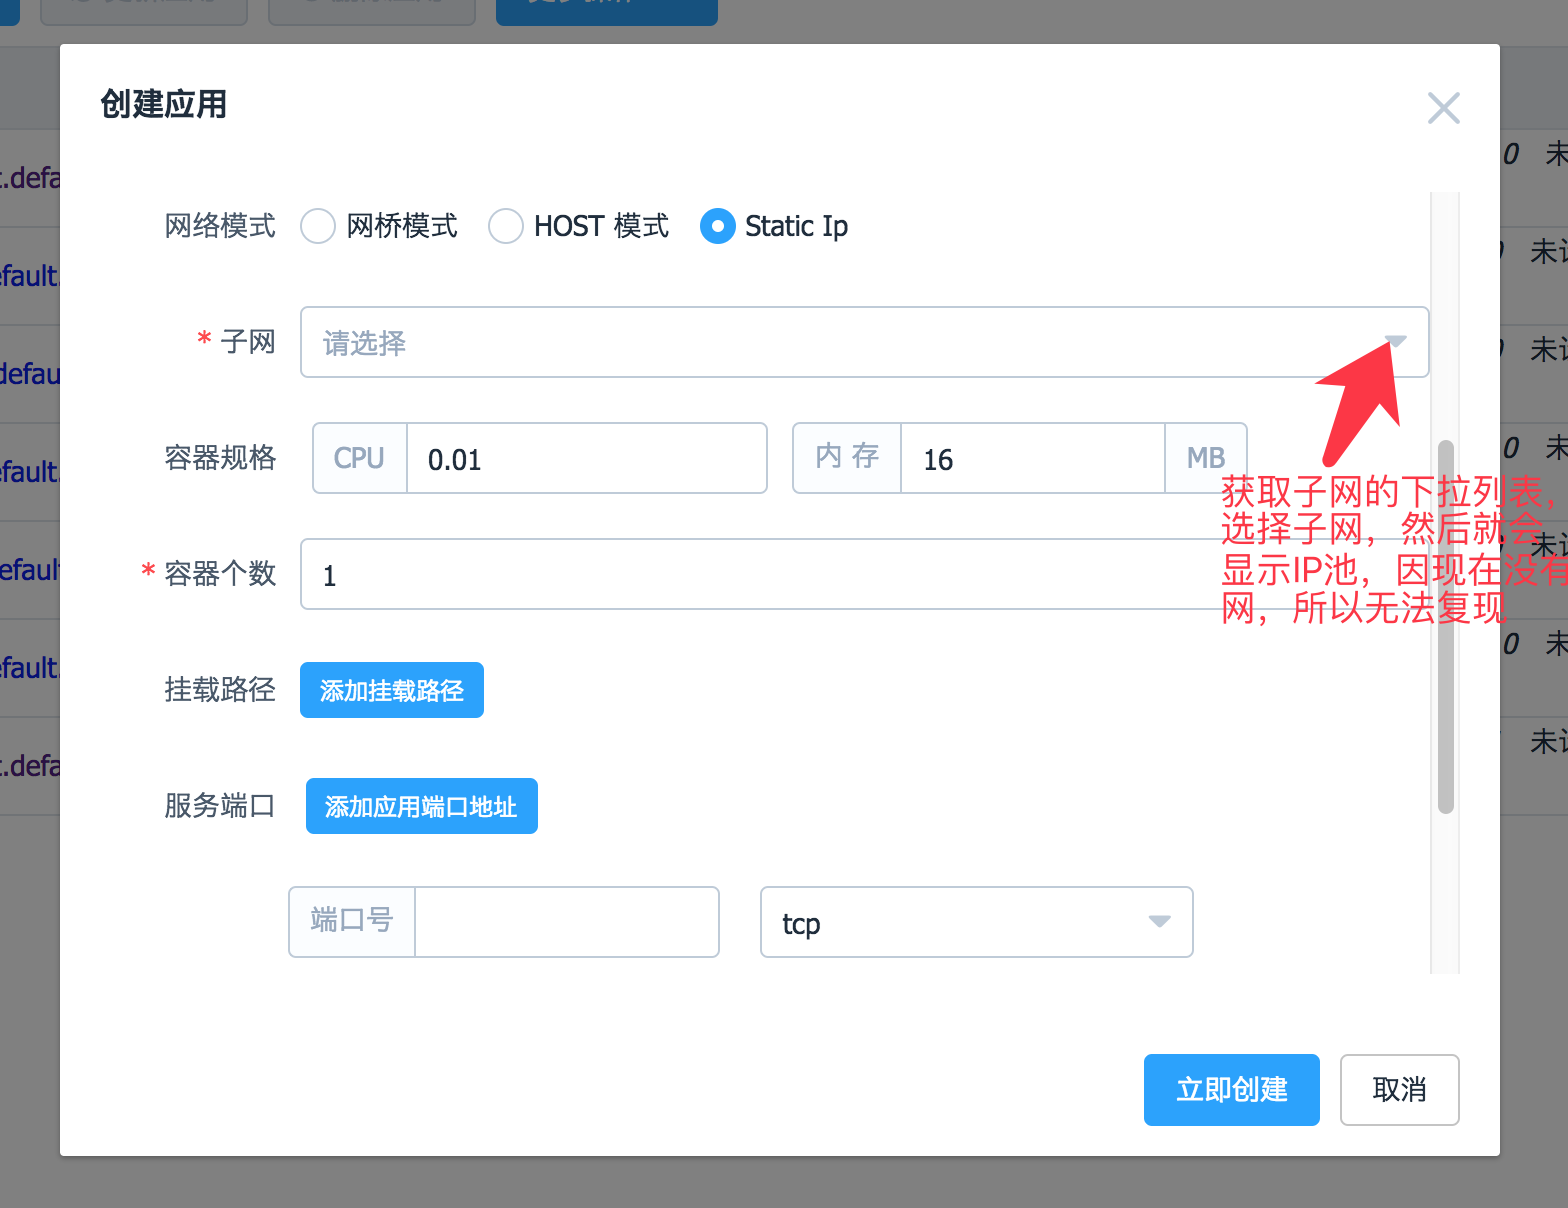 创建应用
网络模式 网桥模式 HOST 模式 Static Ip
* 子网 请选择
容器规格 CPU 0.01 内 存 16 MB
获取子网的下拉列表，
选择子网，然后就会
显示IP池，因现在没有
网，所以无法复现
* 容器个数 1
挂载路径 添加挂载路径
服务端口 添加应用端口地址
端口号 tcp
立即创建 取消
t.defa
efault.
defau
efault.
efault
efault.
t.defa
0 未
未
未
0 未
未
0 未
未